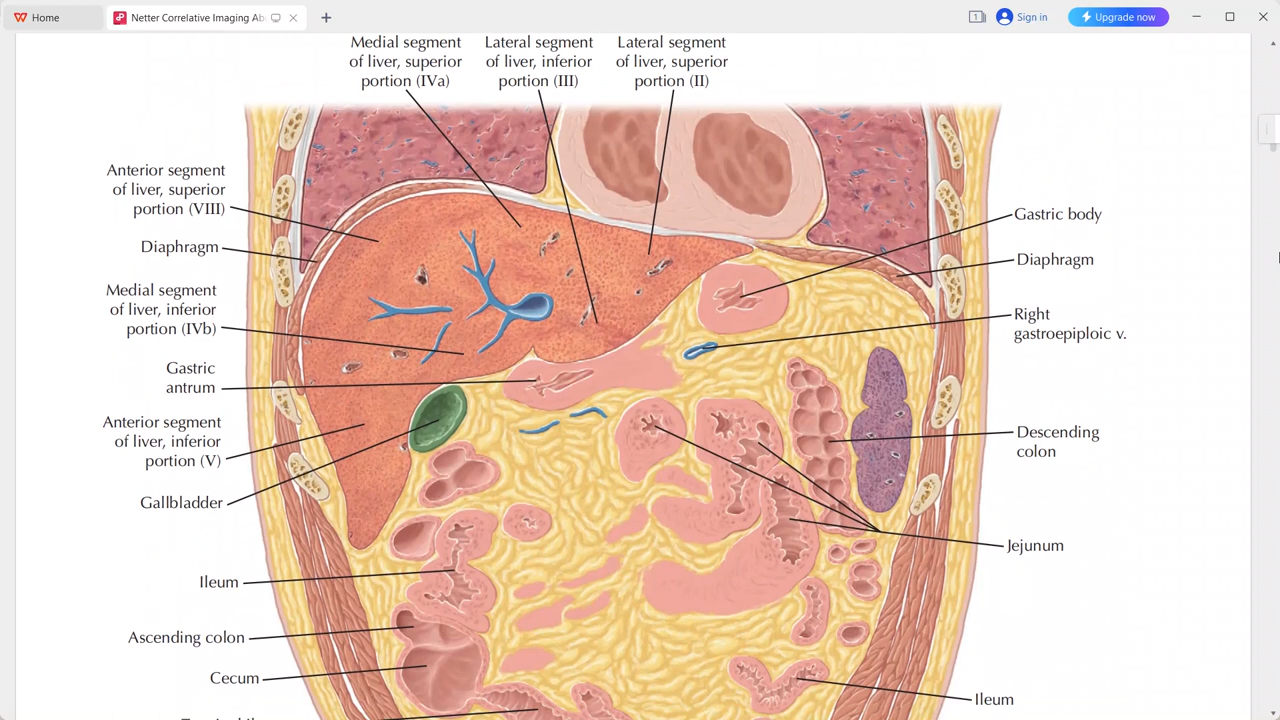 Home
Netter Correlative Imaging Ab
1
Sign in
Upgrade now
Medial segment
of liver, superior
portion (IVa)
Lateral segment
of liver, inferior
portion (III)
Lateral segment
of liver, superior
portion (II)
Anterior segment
of liver, superior
portion (VIII)
Diaphragm
Medial segment
of liver, inferior
portion (IVb)
Gastric
antrum
Anterior segment
of liver, inferior
portion (V)
Gallbladder
Ileum
Ascending colon
Cecum
Gastric body
Diaphragm
Right
gastroepiploic v.
Descending
colon
Jejunum
Ileum